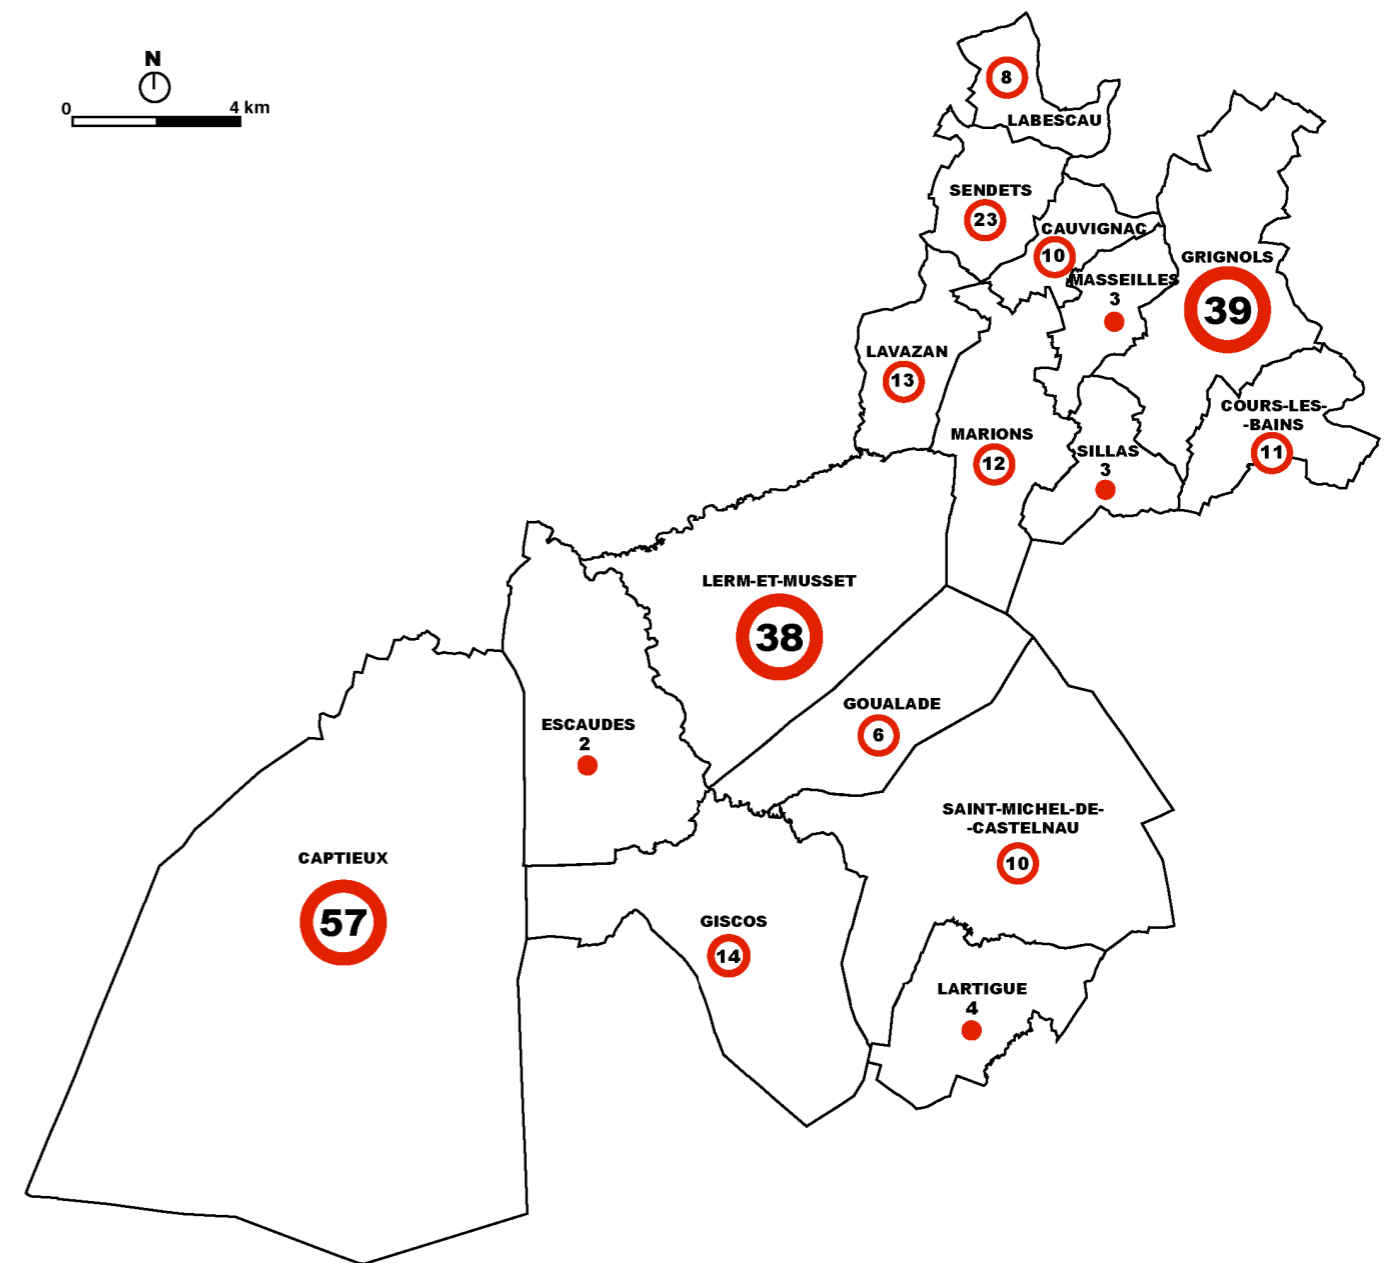 N
0
4 km
8
LABESCAU
SENDETS
23
CAUVIGNAC
10
MASSEILLES
3
GRIGNOLS
39
LAVAZAN
13
COURS-LES-
-BAINS
11
MARIONS
12
SILLAS
3
LERM-ET-MUSSET
38
GOUALADE
6
ESCAUDES
2
SAINT-MICHEL-DE-
-CASTELNAU
10
CAPTIEUX
57
GISCOS
14
LARTIGUE
4